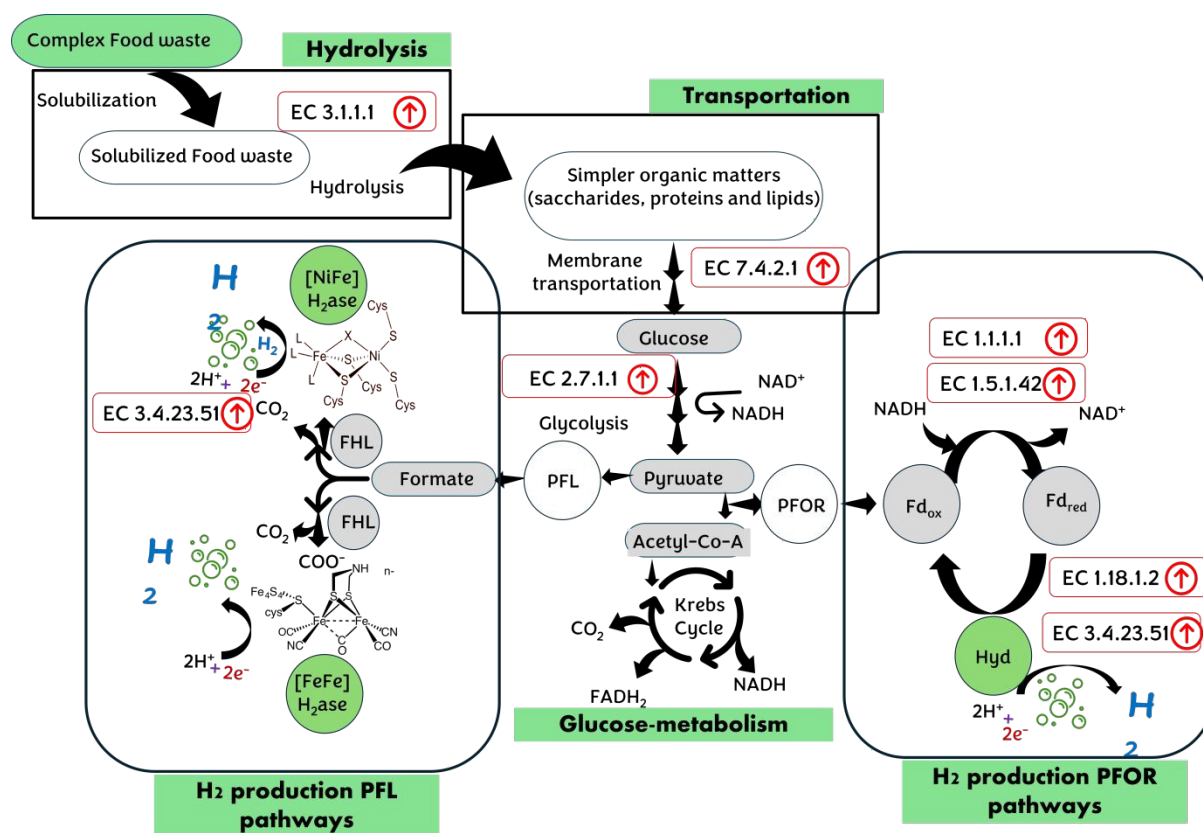 Complex Food waste
Hydrolysis
Solubilization
EC 3.1.1.1
Solubilized Food waste
Hydrolysis
Transportation
Simpler organic matters
(saccharides, proteins and lipids)
Membrane
transportation
EC 7.4.2.1
Glucose
EC 2.7.1.1
NAD⁺
NADH
Glycolysis
Pyruvate
PFL
PFOR
Formate
Acetyl-Co-A
Krebs
Cycle
CO₂
FADH₂
NADH
Glucose-metabolism
H
2
[NiFe]
H₂ase
H₂
2H⁺
+
2e⁻
Cys
S
X
L
L
Fe
S
Ni
L
S
S
Cys
Cys
Cys
EC 3.4.23.51
CO₂
FHL
FHL
CO₂
COO⁻
H
2
NH
n-
Fe₄S₄
S
S
S
cys
Fe
Fe
OC
CN
NC
C
O
CO
2H⁺
+
2e⁻
[FeFe]
H₂ase
H₂ production PFL
pathways
EC 1.1.1.1
EC 1.5.1.42
NADH
NAD⁺
Fdₒₓ
Fd_red
EC 1.18.1.2
EC 3.4.23.51
Hyd
2H⁺
+
2e⁻
H
2
H₂ production PFOR
pathways